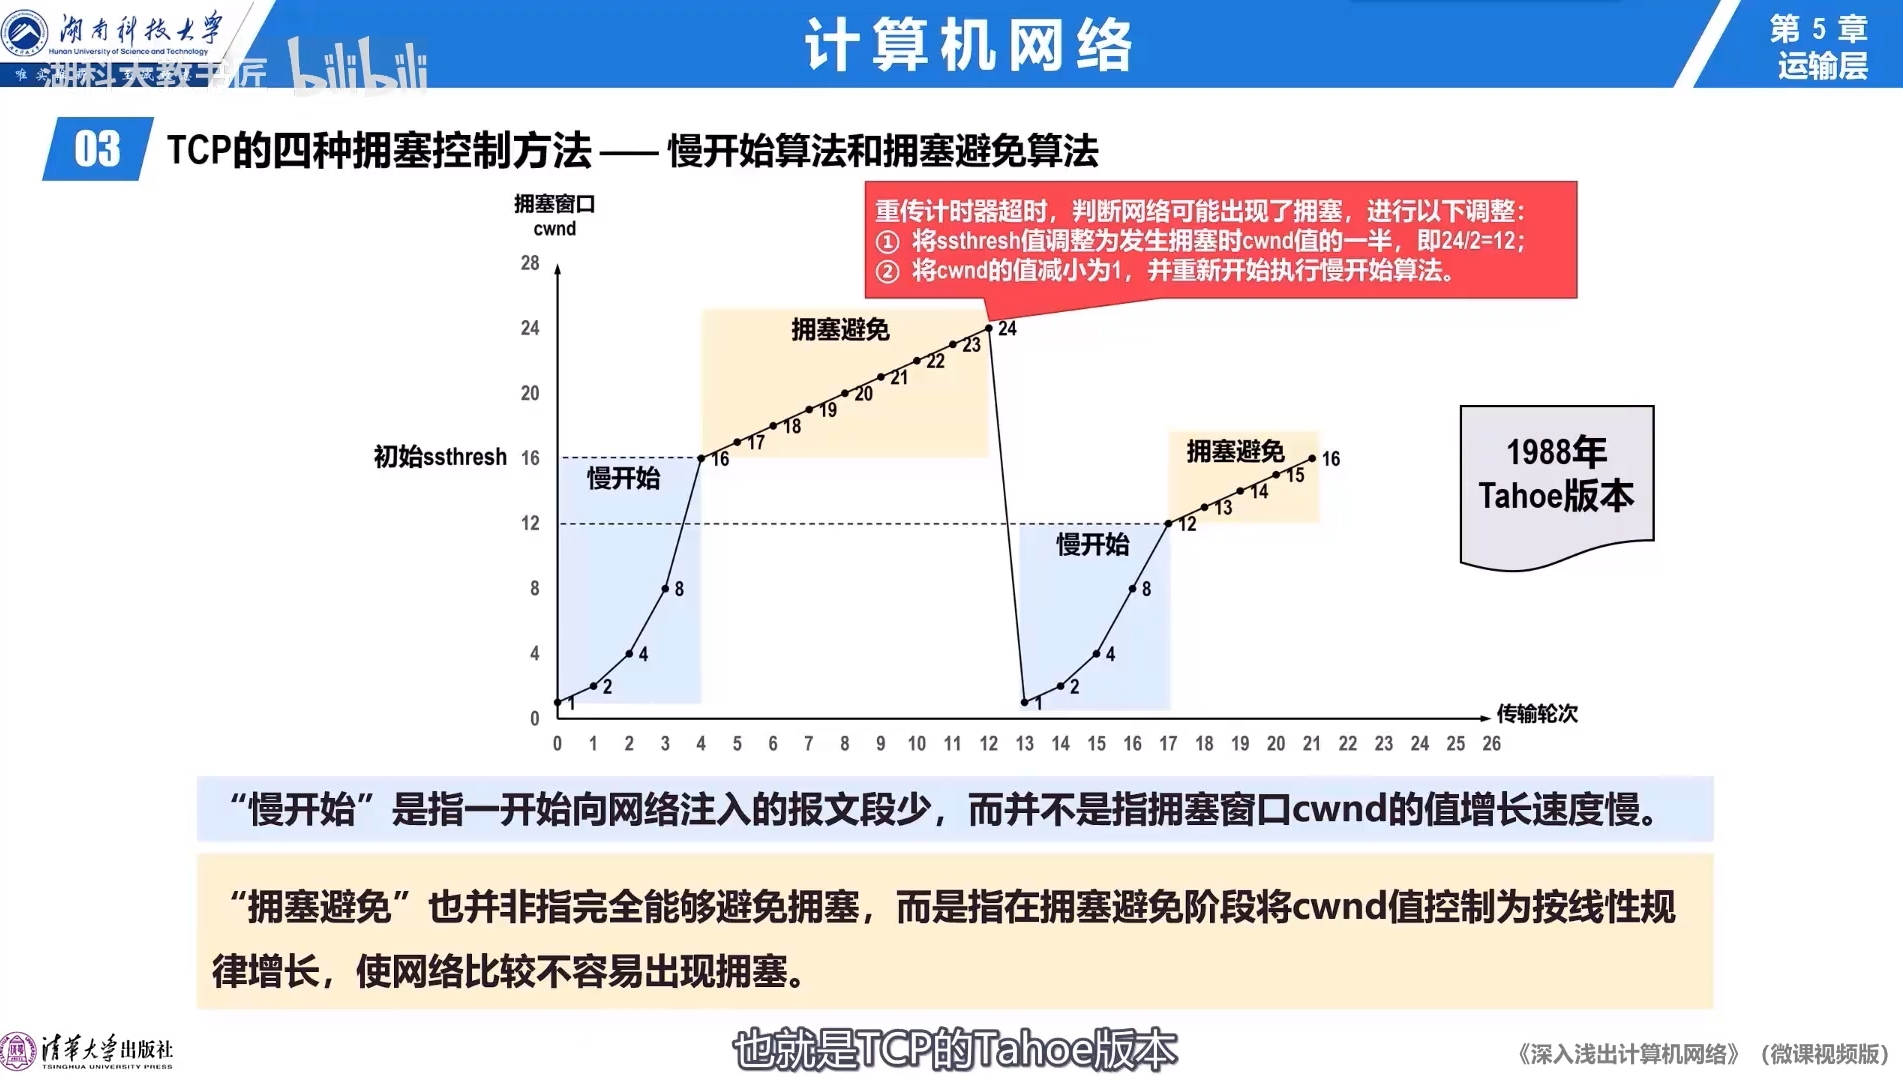 湖南科技大学
Hunan University of Science and Technology
湖科大教书匠 bilibili
计算机网络
第 5 章
运输层
03 TCP的四种拥塞控制方法 —— 慢开始算法和拥塞避免算法
拥塞窗口
cwnd
重传计时器超时，判断网络可能出现了拥塞，进行以下调整：
① 将ssthresh值调整为发生拥塞时cwnd值的一半，即24/2=12；
② 将cwnd的值减小为1，并重新开始执行慢开始算法。
28
24
20
初始ssthresh 16
12
8
4
0
慢开始
1
2
4
8
16
拥塞避免
17
18
19
20
21
22
23
24
慢开始
1
2
4
8
12
拥塞避免
13
14
15
16
1988年
Tahoe版本
传输轮次
0 1 2 3 4 5 6 7 8 9 10 11 12 13 14 15 16 17 18 19 20 21 22 23 24 25 26
“慢开始”是指一开始向网络注入的报文段少，而并不是指拥塞窗口cwnd的值增长速度慢。
“拥塞避免”也并非指完全能够避免拥塞，而是指在拥塞避免阶段将cwnd值控制为按线性规
律增长，使网络比较不容易出现拥塞。
清华大学出版社
TSINGHUA UNIVERSITY PRESS
也就是TCP的Tahoe版本
《深入浅出计算机网络》（微课视频版）